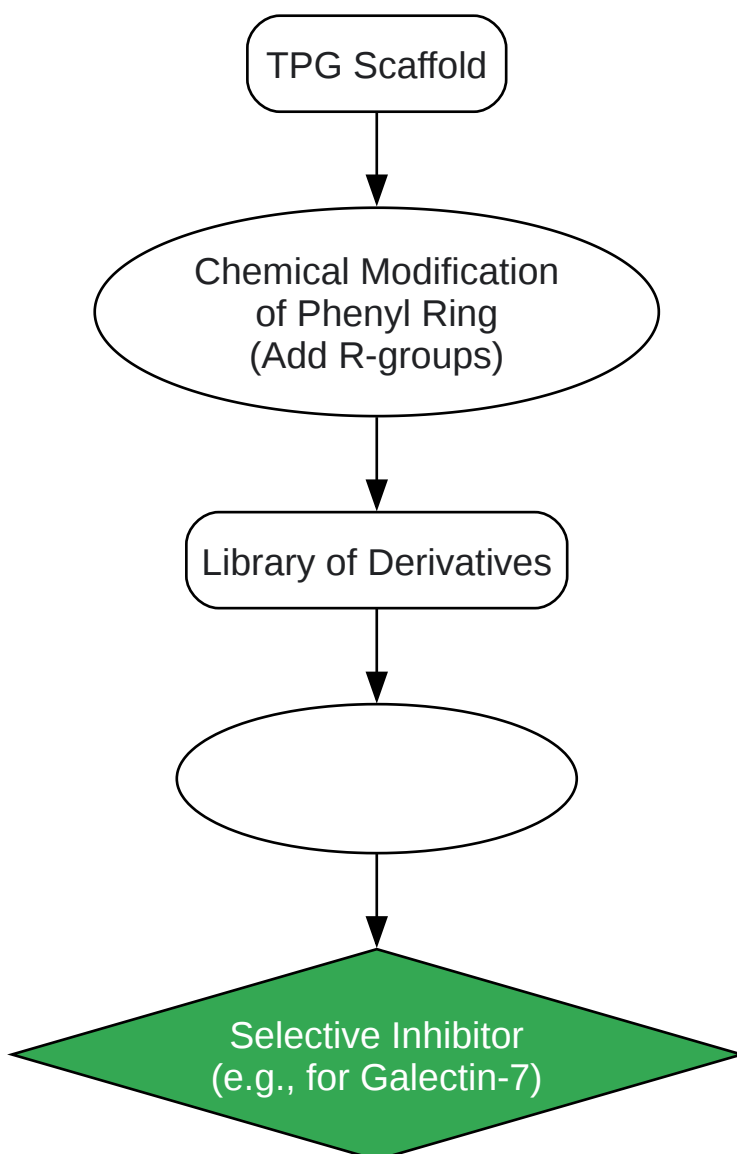 TPG Scaffold
Chemical Modification
of Phenyl Ring
(Add R-groups)
Library of Derivatives
Selective Inhibitor
(e.g., for Galectin-7)